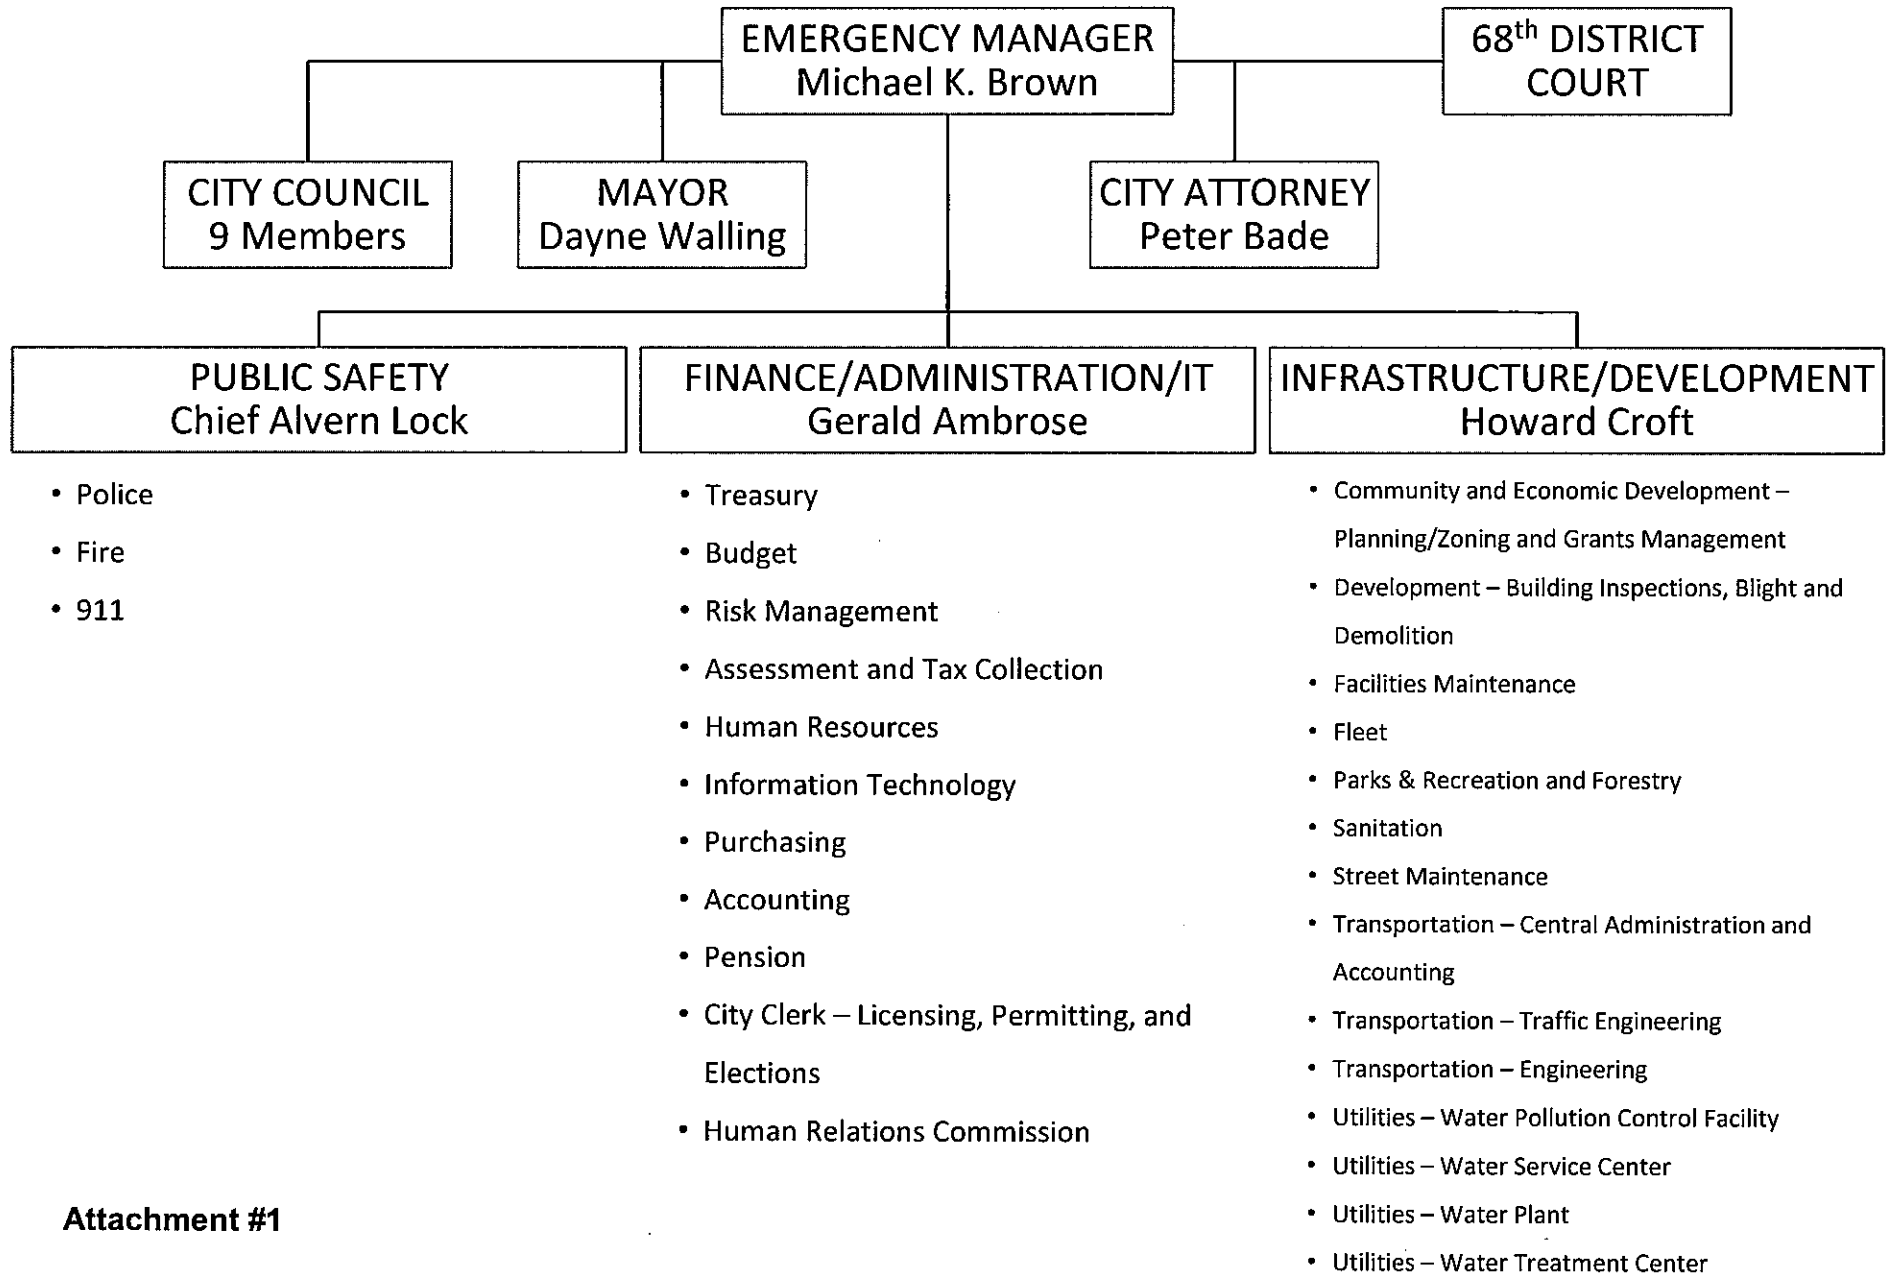 EMERGENCY MANAGER
Michael K. Brown
68th DISTRICT
COURT
CITY COUNCIL
9 Members
MAYOR
Dayne Walling
CITY ATTORNEY
Peter Bade
PUBLIC SAFETY
Chief Alvern Lock
• Police
• Fire
• 911
FINANCE/ADMINISTRATION/IT
Gerald Ambrose
• Treasury
• Budget
• Risk Management
• Assessment and Tax Collection
• Human Resources
• Information Technology
• Purchasing
• Accounting
• Pension
• City Clerk – Licensing, Permitting, and
Elections
• Human Relations Commission
INFRASTRUCTURE/DEVELOPMENT
Howard Croft
• Community and Economic Development –
Planning/Zoning and Grants Management
• Development – Building Inspections, Blight and
Demolition
• Facilities Maintenance
• Fleet
• Parks & Recreation and Forestry
• Sanitation
• Street Maintenance
• Transportation – Central Administration and
Accounting
• Transportation – Traffic Engineering
• Transportation – Engineering
• Utilities – Water Pollution Control Facility
• Utilities – Water Service Center
• Utilities – Water Plant
• Utilities – Water Treatment Center
Attachment #1